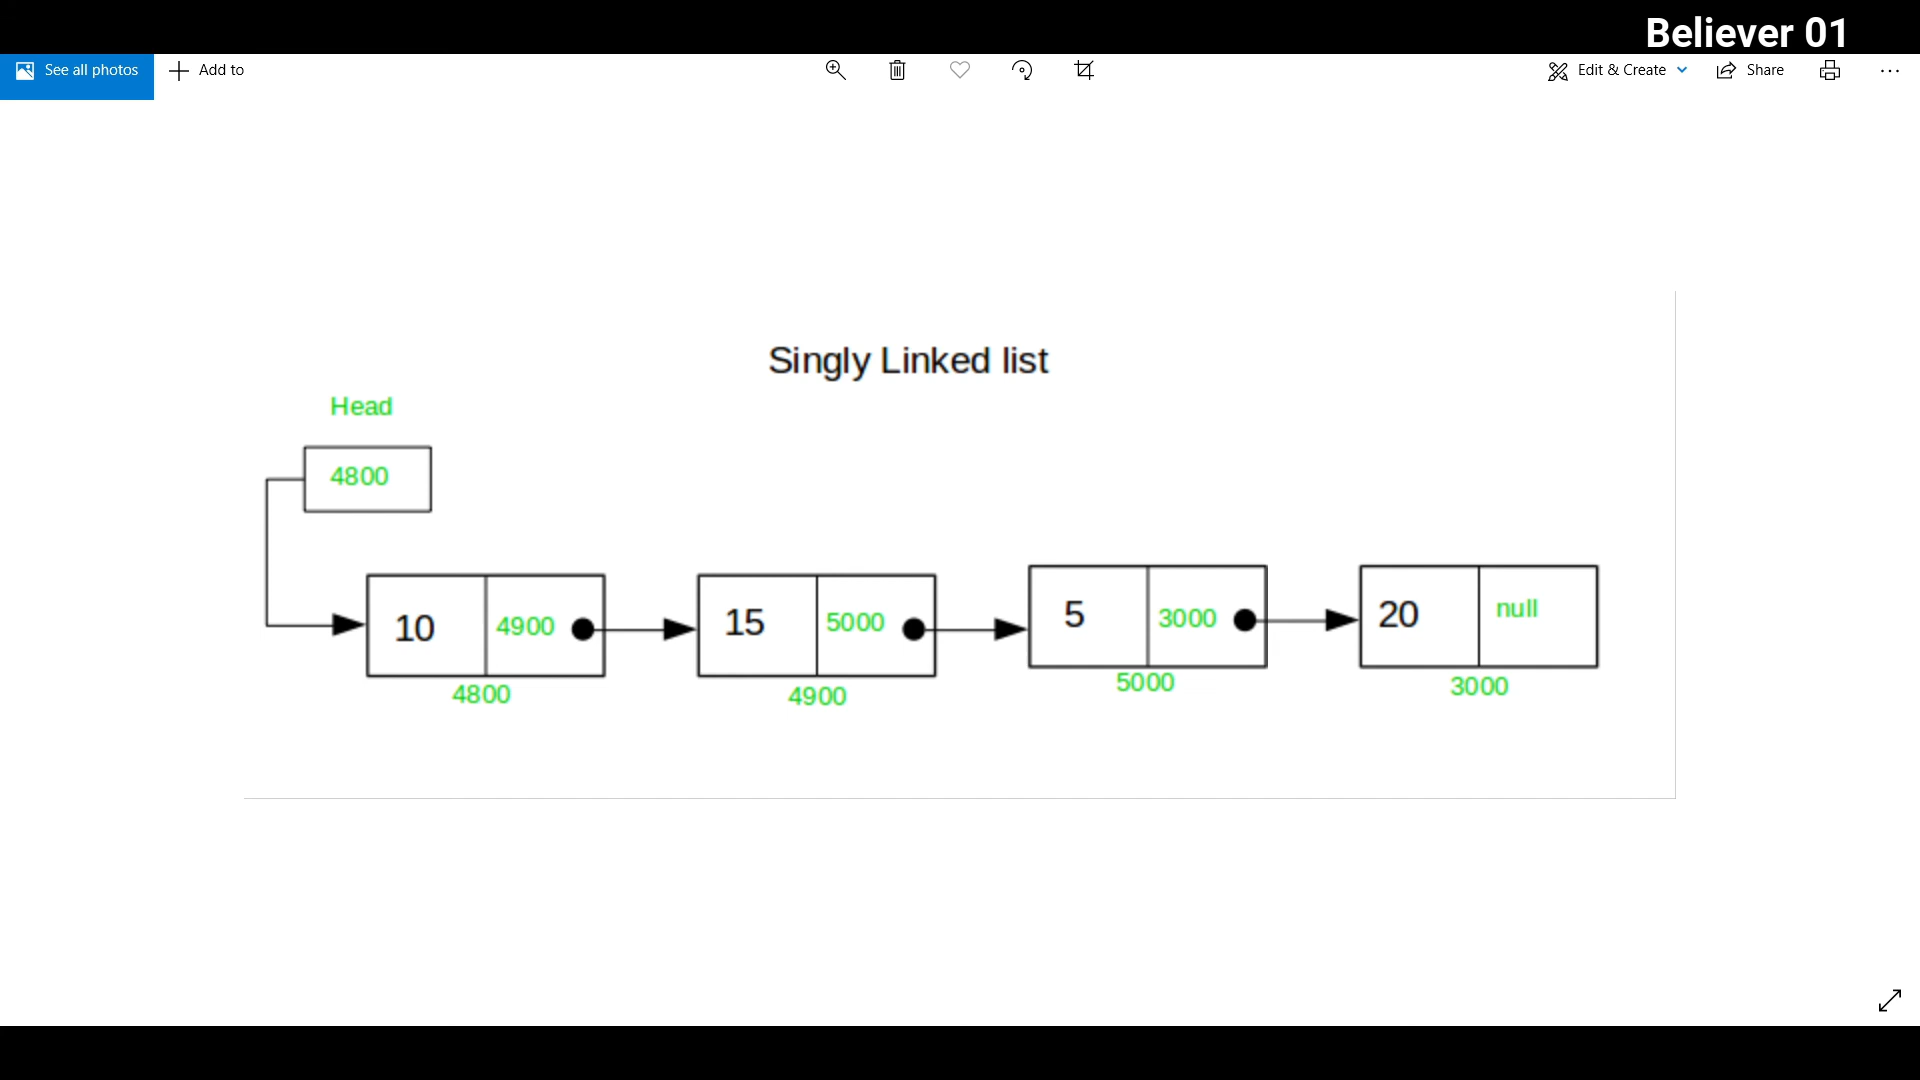 Believer 01
See all photos
Add to
Edit & Create
Share
Singly Linked list
Head
4800
10 4900 15 5000 5 3000 20 null
4800 4900 5000 3000